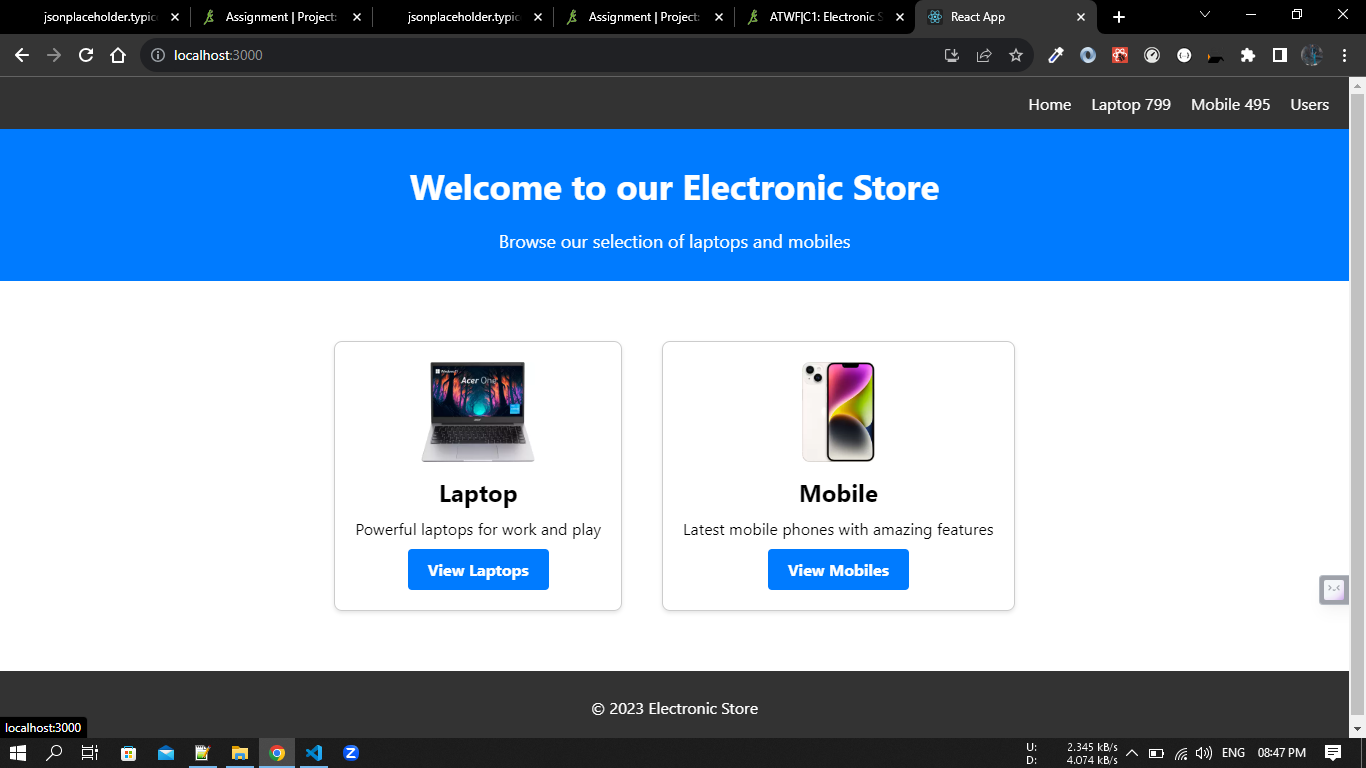 jsonplaceholder.typic
Assignment | Project:
jsonplaceholder.typic
Assignment | Project:
ATWF|C1: Electronic S
React App
localhost:3000
Home Laptop 799 Mobile 495 Users
Welcome to our Electronic Store
Browse our selection of laptops and mobiles
Acer One
Laptop
Powerful laptops for work and play
View Laptops
Mobile
Latest mobile phones with amazing features
View Mobiles
© 2023 Electronic Store
localhost:3000
U: 2.345 kB/s
D: 4.074 kB/s
ENG
08:47 PM